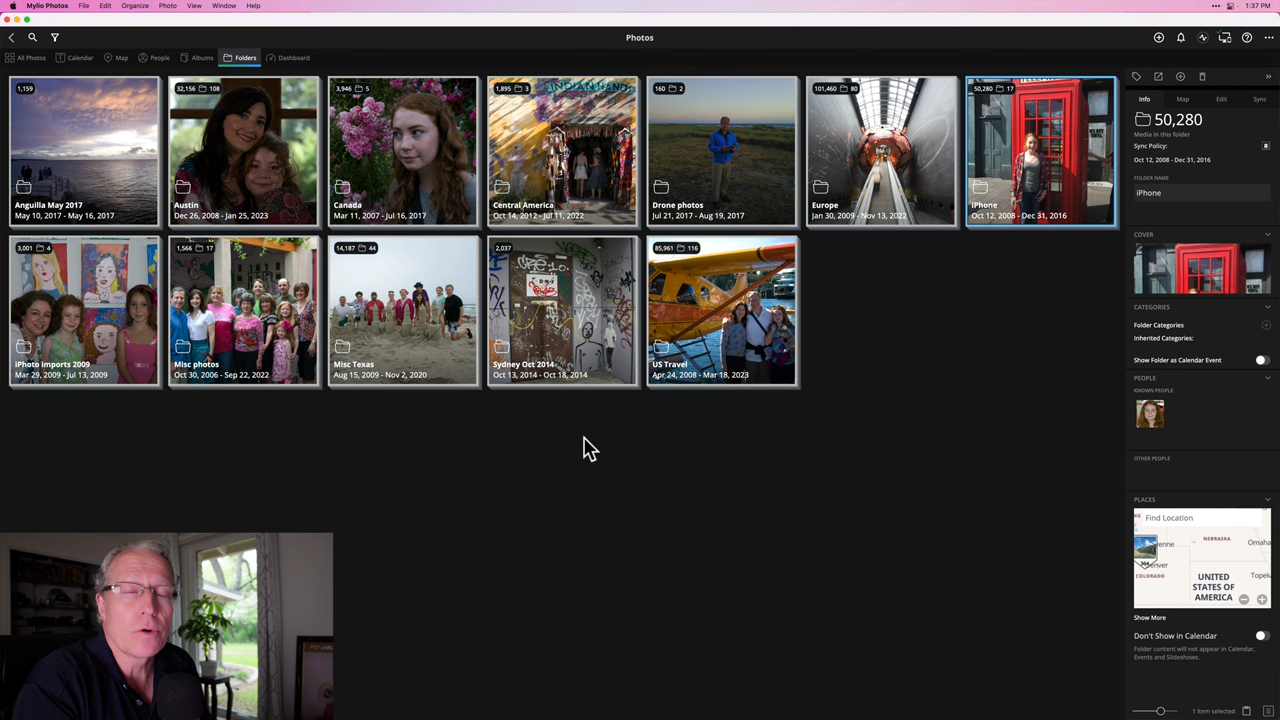 Mylio Photos File Edit Organize Photo View Window Help 1:37 PM
Photos
All Photos Calendar Map People Albums Folders Dashboard
1,159
Anguilla May 2017
May 10, 2017 - May 16, 2017
32,156 108
Austin
Dec 26, 2008 - Jan 25, 2023
3,946 5
Canada
Mar 11, 2007 - Jul 16, 2017
1,895 3
INDIAN HAND
Central America
Oct 14, 2012 - Jul 11, 2022
160 2
Drone photos
Jul 21, 2017 - Aug 19, 2017
101,460 80
Europe
Jan 30, 2009 - Nov 13, 2022
50,280 17
iPhone
Oct 12, 2008 - Dec 31, 2016
3,001 4
iPhoto imports 2009
Mar 29, 2009 - Jul 13, 2009
1,566 17
Misc photos
Oct 30, 2006 - Sep 22, 2022
14,187 44
Misc Texas
Aug 15, 2009 - Nov 2, 2020
2,037
Sydney Oct 2014
Oct 13, 2014 - Oct 18, 2014
85,961 116
US Travel
Apr 24, 2008 - Mar 18, 2023
Info Map Edit Sync
50,280
Media in this folder
Sync Policy:
Oct 12, 2008 - Dec 31, 2016
FOLDER NAME
iPhone
COVER
CATEGORIES
Folder Categories
Inherited Categories:
Show Folder as Calendar Event
PEOPLE
KNOWN PEOPLE
OTHER PEOPLE
PLACES
Find Location
NEBRASKA
enne
Omaha
Denver
COLORADO
UNITED
STATES OF
AMERICA
Topek
Show More
Don't Show in Calendar
Folder content will not appear in Calendar,
Events and Slideshows.
1 item selected